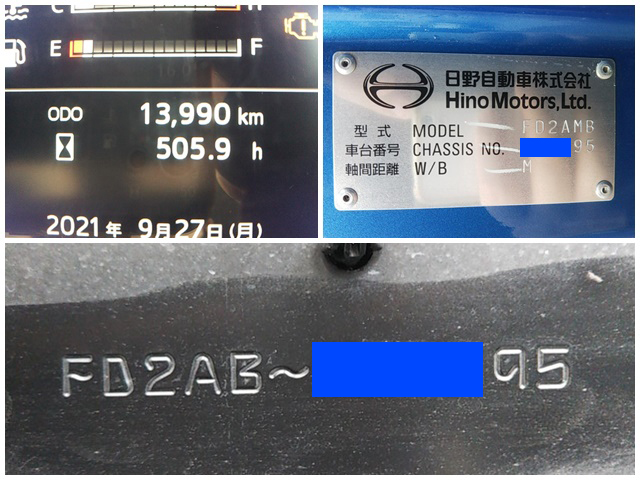 C H
E F
ODO 13,990 km
505.9 h
2021年 9月27日(月)
日野自動車株式会社
Hino Motors, Ltd.
型式 MODEL FD2AMB
車台番号 CHASSIS NO. 95
軸間距離 W/B M
FD2AB~ 95